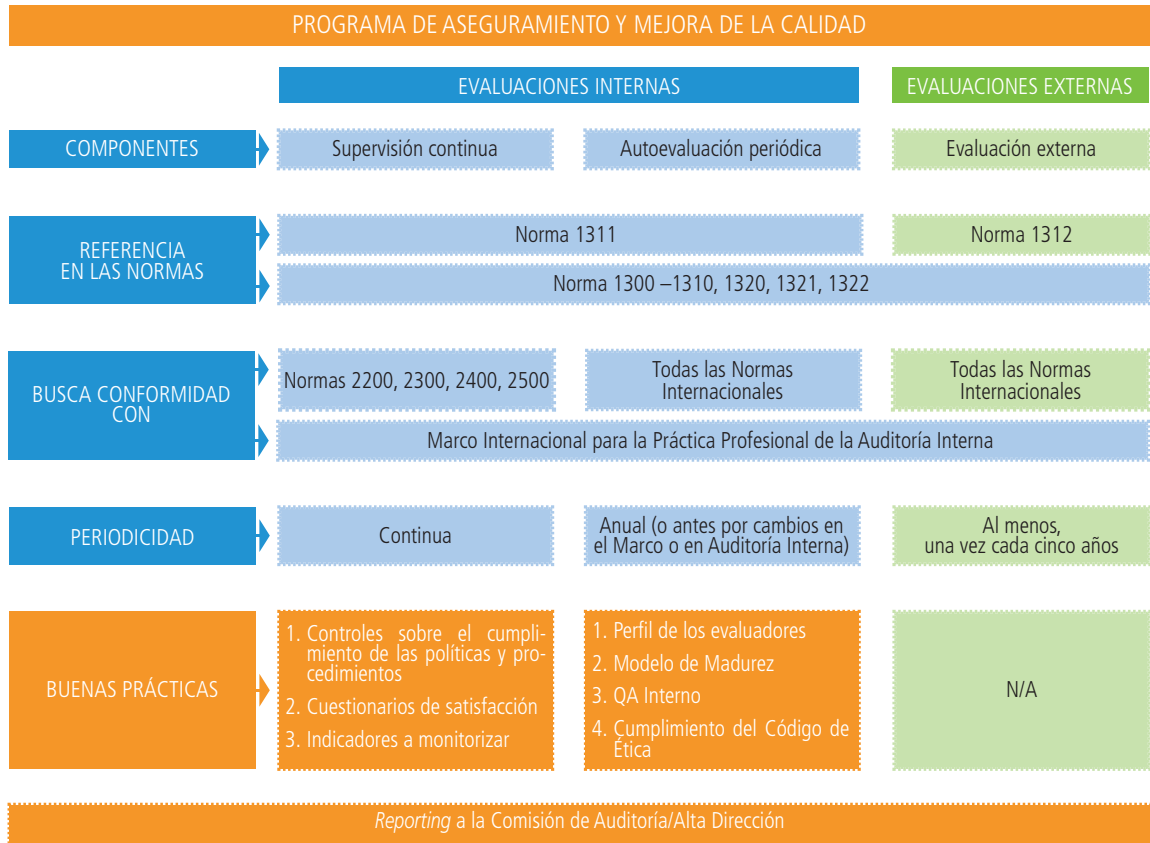 PROGRAMA DE ASEGURAMIENTO Y MEJORA DE LA CALIDAD
EVALUACIONES INTERNAS
EVALUACIONES EXTERNAS
COMPONENTES
Supervisión continua
Autoevaluación periódica
Evaluación externa
REFERENCIA
EN LAS NORMAS
Norma 1311
Norma 1312
Norma 1300 –1310, 1320, 1321, 1322
BUSCA CONFORMIDAD
CON
Normas 2200, 2300, 2400, 2500
Todas las Normas
Internacionales
Todas las Normas
Internacionales
Marco Internacional para la Práctica Profesional de la Auditoría Interna
PERIODICIDAD
Continua
Anual (o antes por cambios en
el Marco o en Auditoría Interna)
Al menos,
una vez cada cinco años
BUENAS PRÁCTICAS
1. Controles sobre el cumpli-
miento de las políticas y pro-
cedimientos
2. Cuestionarios de satisfacción
3. Indicadores a monitorizar
1. Perfil de los evaluadores
2. Modelo de Madurez
3. QA Interno
4. Cumplimiento del Código de
Ética
N/A
Reporting a la Comisión de Auditoría/Alta Dirección